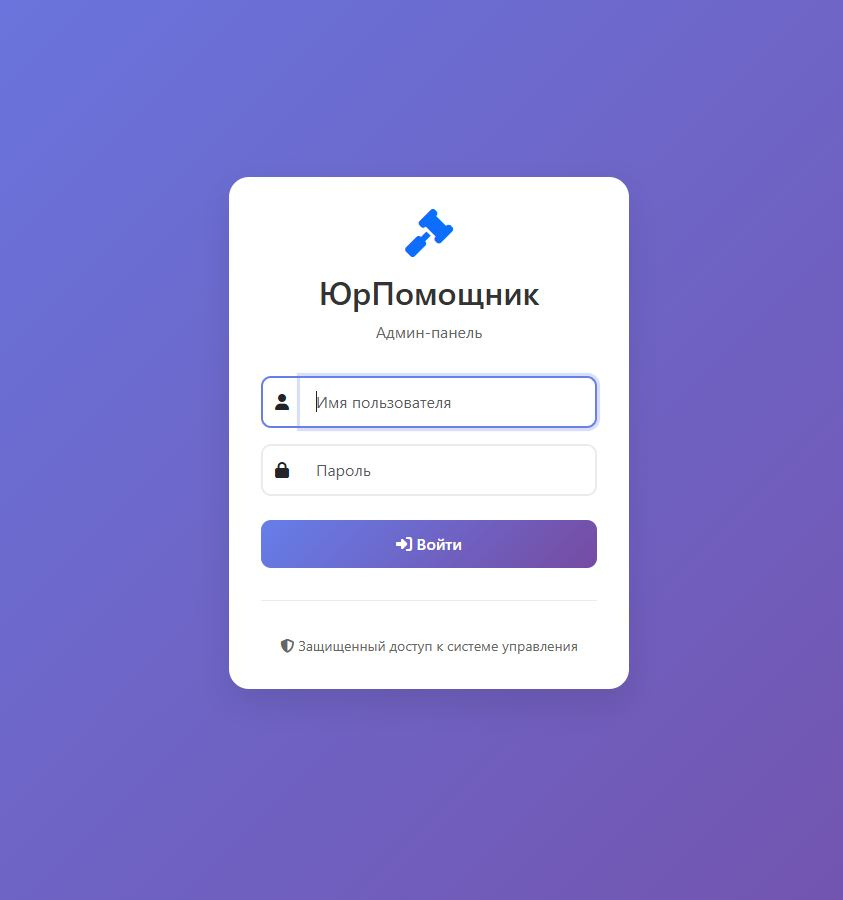 ЮрПомощник
Админ-панель
Имя пользователя
Пароль
Войти
Защищенный доступ к системе управления